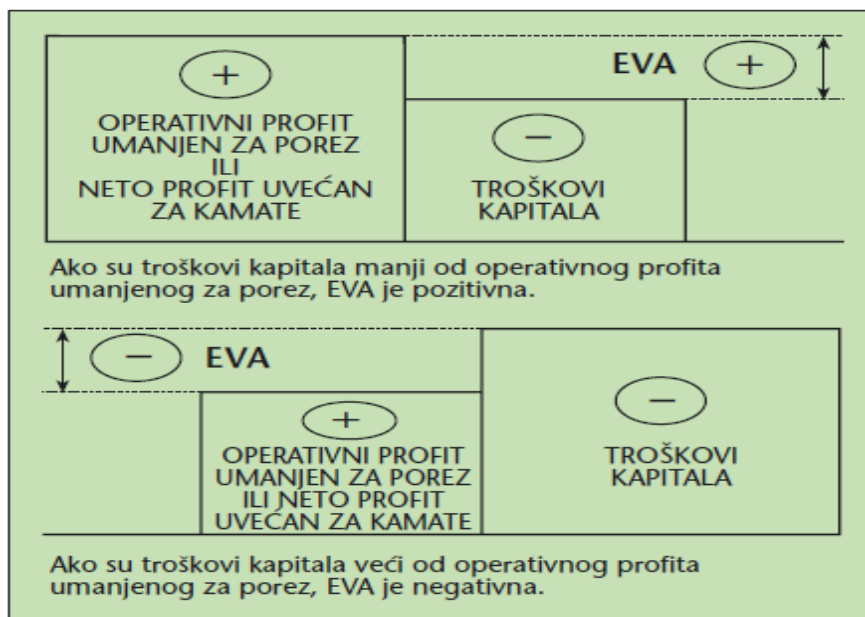 +
OPERATIVNI PROFIT
UMANJEN ZA POREZ
ILI
NETO PROFIT UVEĆAN
ZA KAMATE
EVA +
−
TROŠKOVI
KAPITALA
Ako su troškovi kapitala manji od operativnog profita
umanjenog za porez, EVA je pozitivna.
− EVA
+
OPERATIVNI PROFIT
UMANJEN ZA POREZ
ILI NETO PROFIT
UVEĆAN ZA KAMATE
−
TROŠKOVI
KAPITALA
Ako su troškovi kapitala veći od operativnog profita
umanjenog za porez, EVA je negativna.